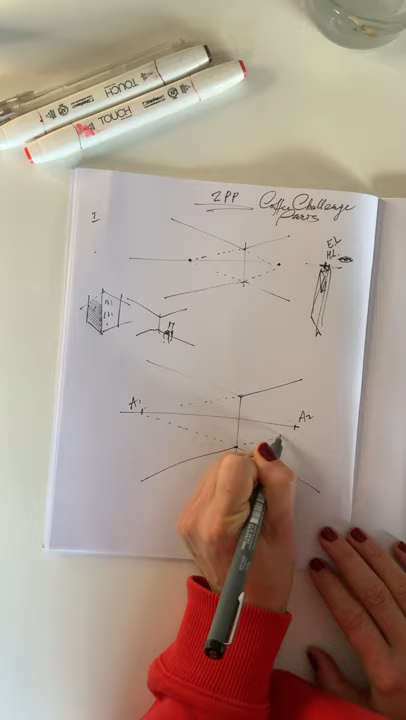 TOUCH
TOUCH
2PP
Coffee Challenge
Paris
I
EL
HL
A1
A2